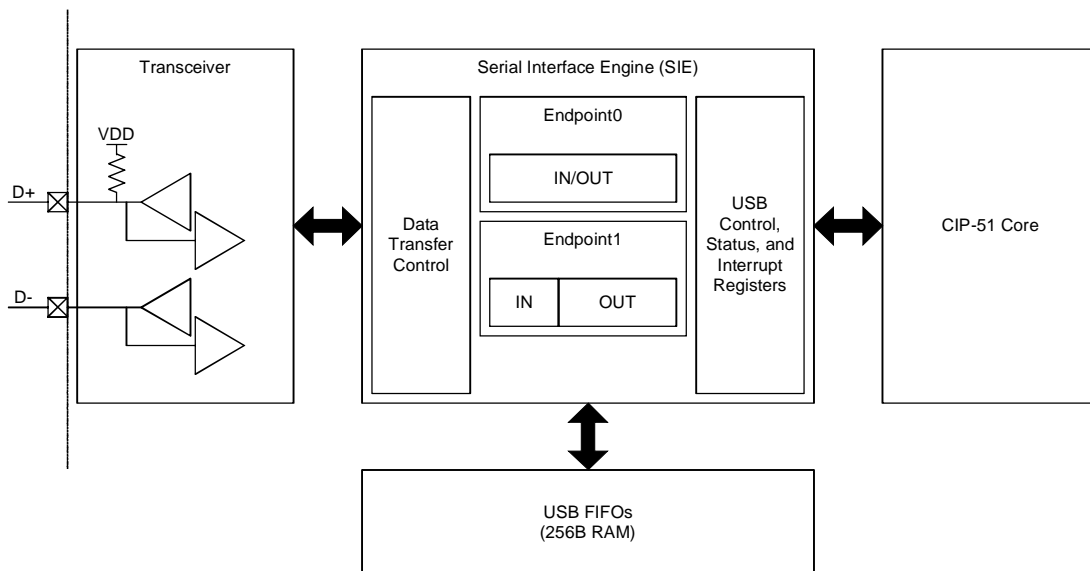 Transceiver
VDD
D+
D-
Serial Interface Engine (SIE)
Data
Transfer
Control
Endpoint0
IN/OUT
Endpoint1
IN
OUT
USB
Control,
Status, and
Interrupt
Registers
CIP-51 Core
USB FIFOs
(256B RAM)